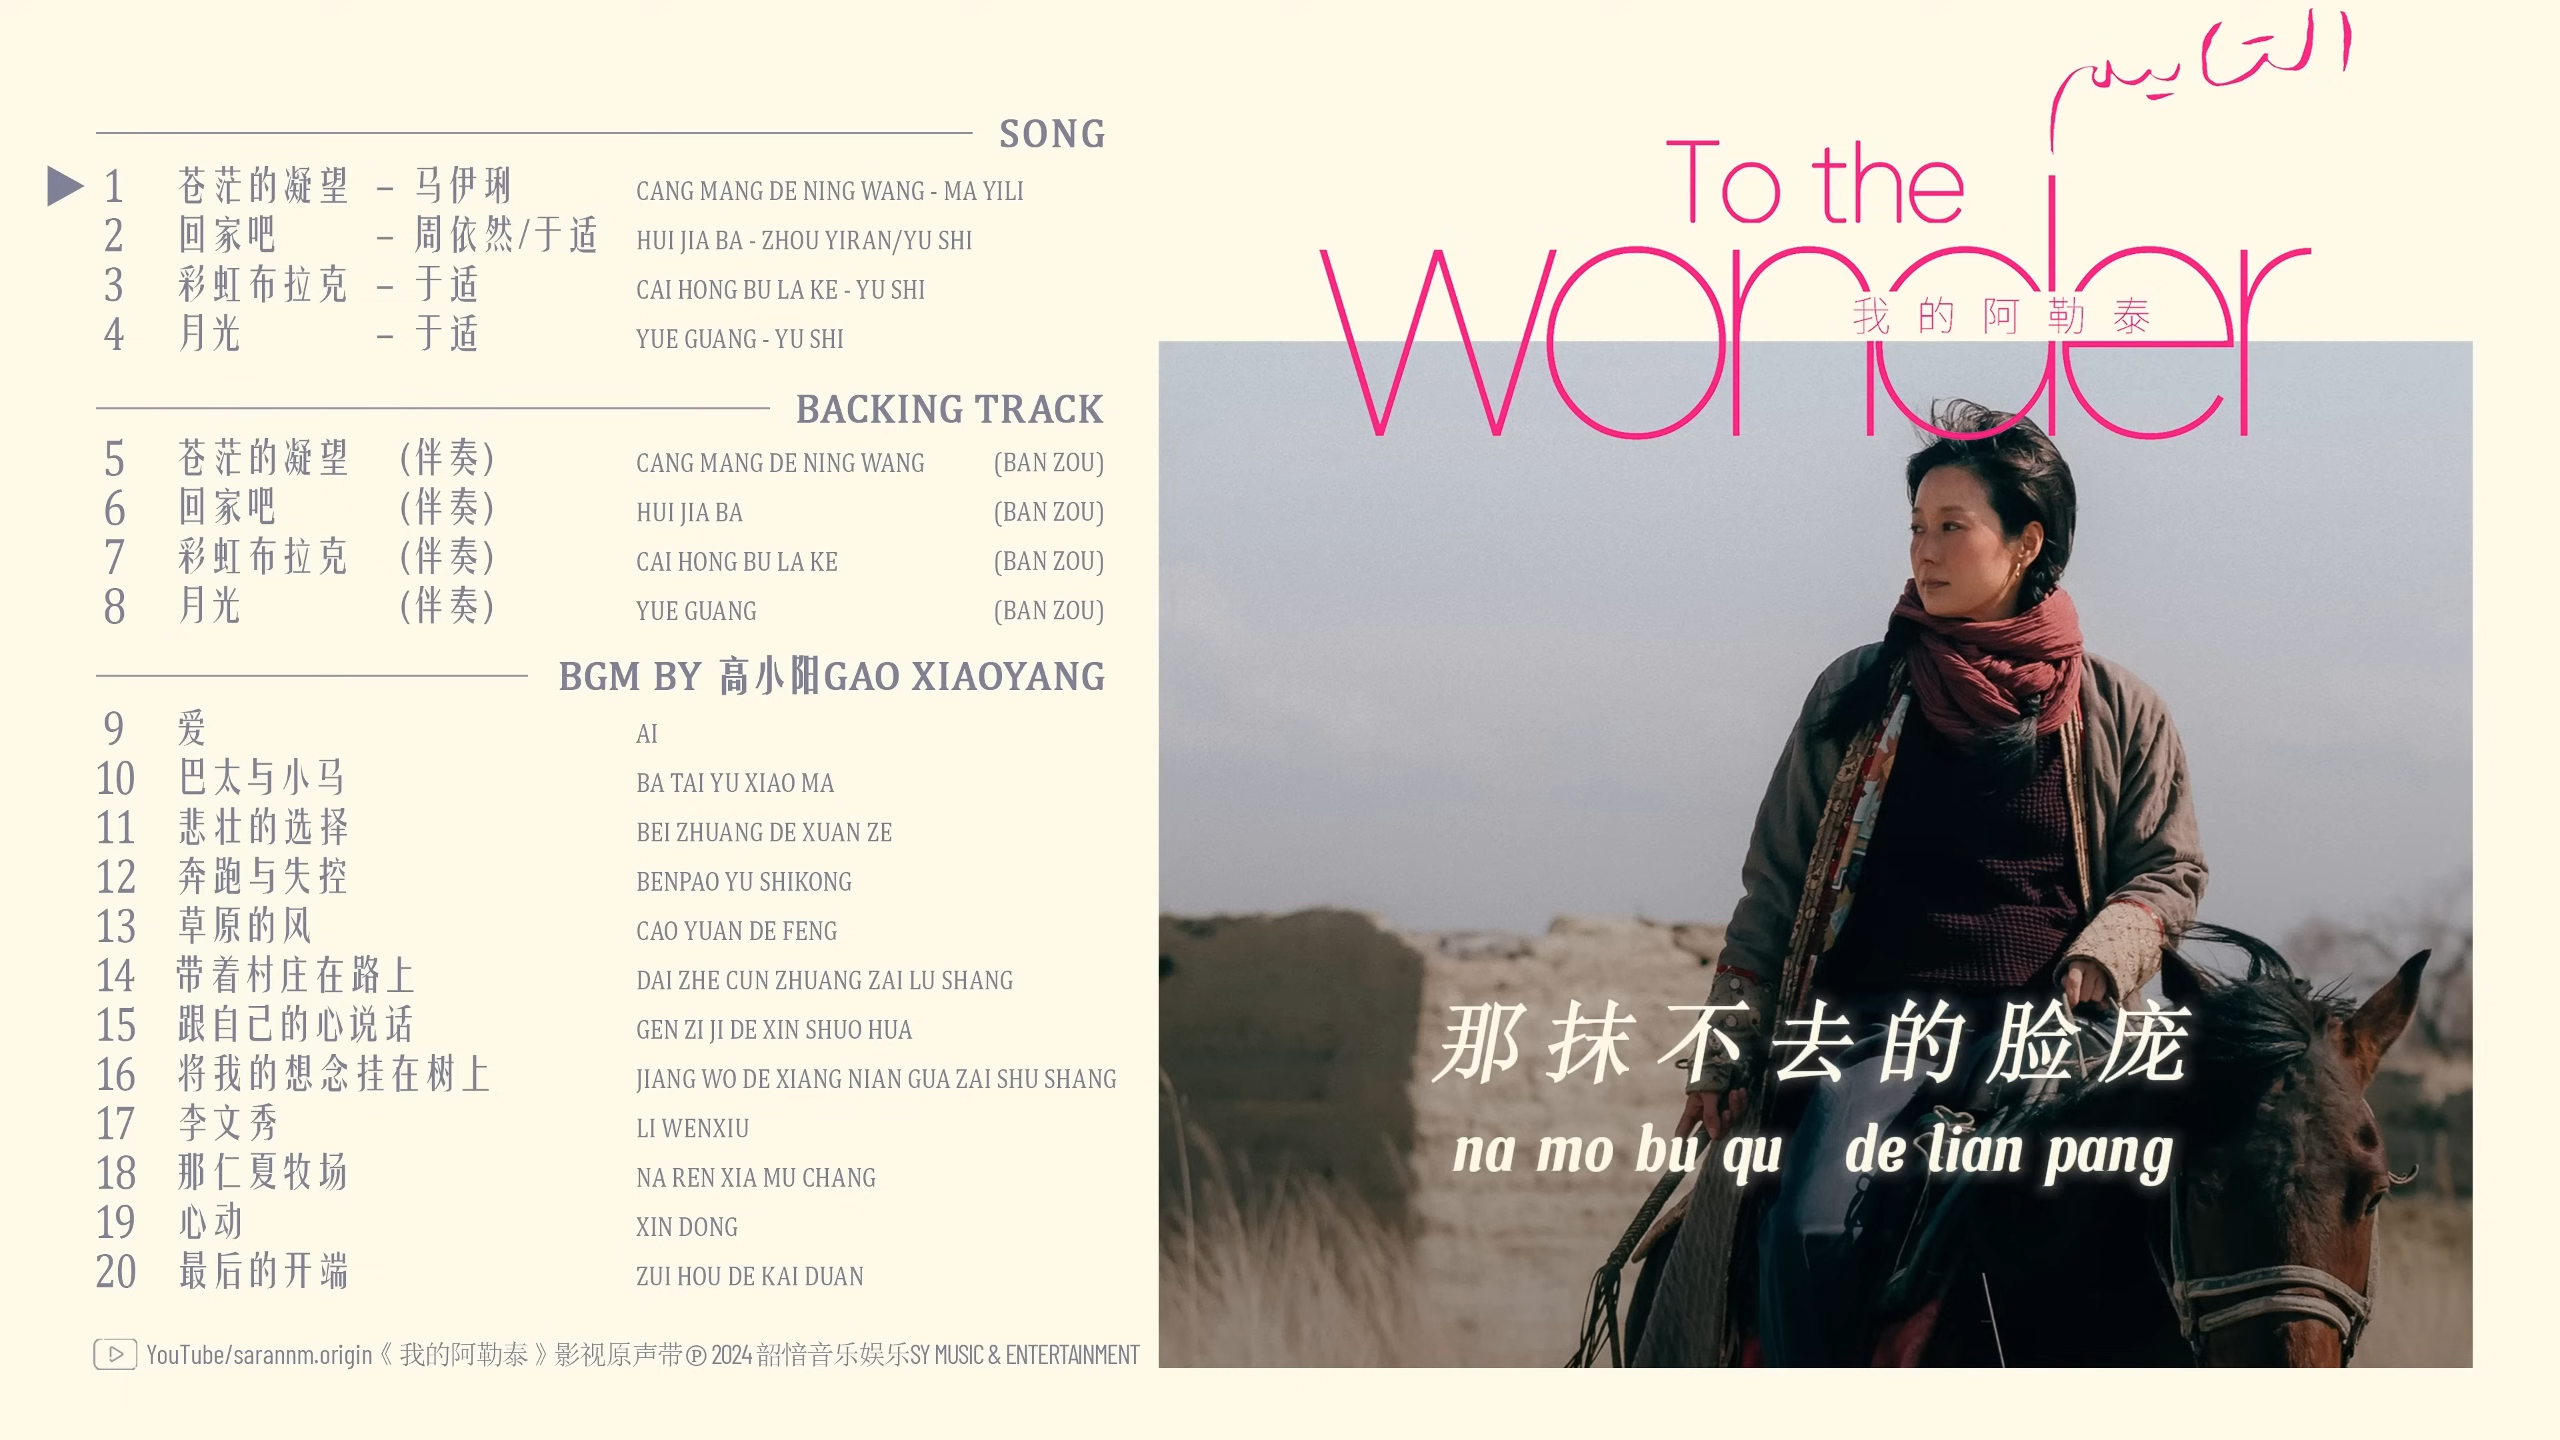 SONG
1 苍茫的凝望 – 马伊琍 CANG MANG DE NING WANG - MA YILI
2 回家吧 – 周依然/于适 HUI JIA BA - ZHOU YIRAN/YU SHI
3 彩虹布拉克 – 于适 CAI HONG BU LA KE - YU SHI
4 月光 – 于适 YUE GUANG - YU SHI
BACKING TRACK
5 苍茫的凝望 (伴奏) CANG MANG DE NING WANG (BAN ZOU)
6 回家吧 (伴奏) HUI JIA BA (BAN ZOU)
7 彩虹布拉克 (伴奏) CAI HONG BU LA KE (BAN ZOU)
8 月光 (伴奏) YUE GUANG (BAN ZOU)
BGM BY 高小阳GAO XIAOYANG
9 爱 AI
10 巴太与小马 BA TAI YU XIAO MA
11 悲壮的选择 BEI ZHUANG DE XUAN ZE
12 奔跑与失控 BENPAO YU SHIKONG
13 草原的风 CAO YUAN DE FENG
14 带着村庄在路上 DAI ZHE CUN ZHUANG ZAI LU SHANG
15 跟自己的心说话 GEN ZI JI DE XIN SHUO HUA
16 将我的想念挂在树上 JIANG WO DE XIANG NIAN GUA ZAI SHU SHANG
17 李文秀 LI WENXIU
18 那仁夏牧场 NA REN XIA MU CHANG
19 心动 XIN DONG
20 最后的开端 ZUI HOU DE KAI DUAN
YouTube/sarannm.origin《我的阿勒泰》影视原声带℗ 2024 韶愔音乐娱乐SY MUSIC & ENTERTAINMENT
To the
wonder
我的阿勒泰
那抹不去的脸庞
na mo bu qu de lian pang